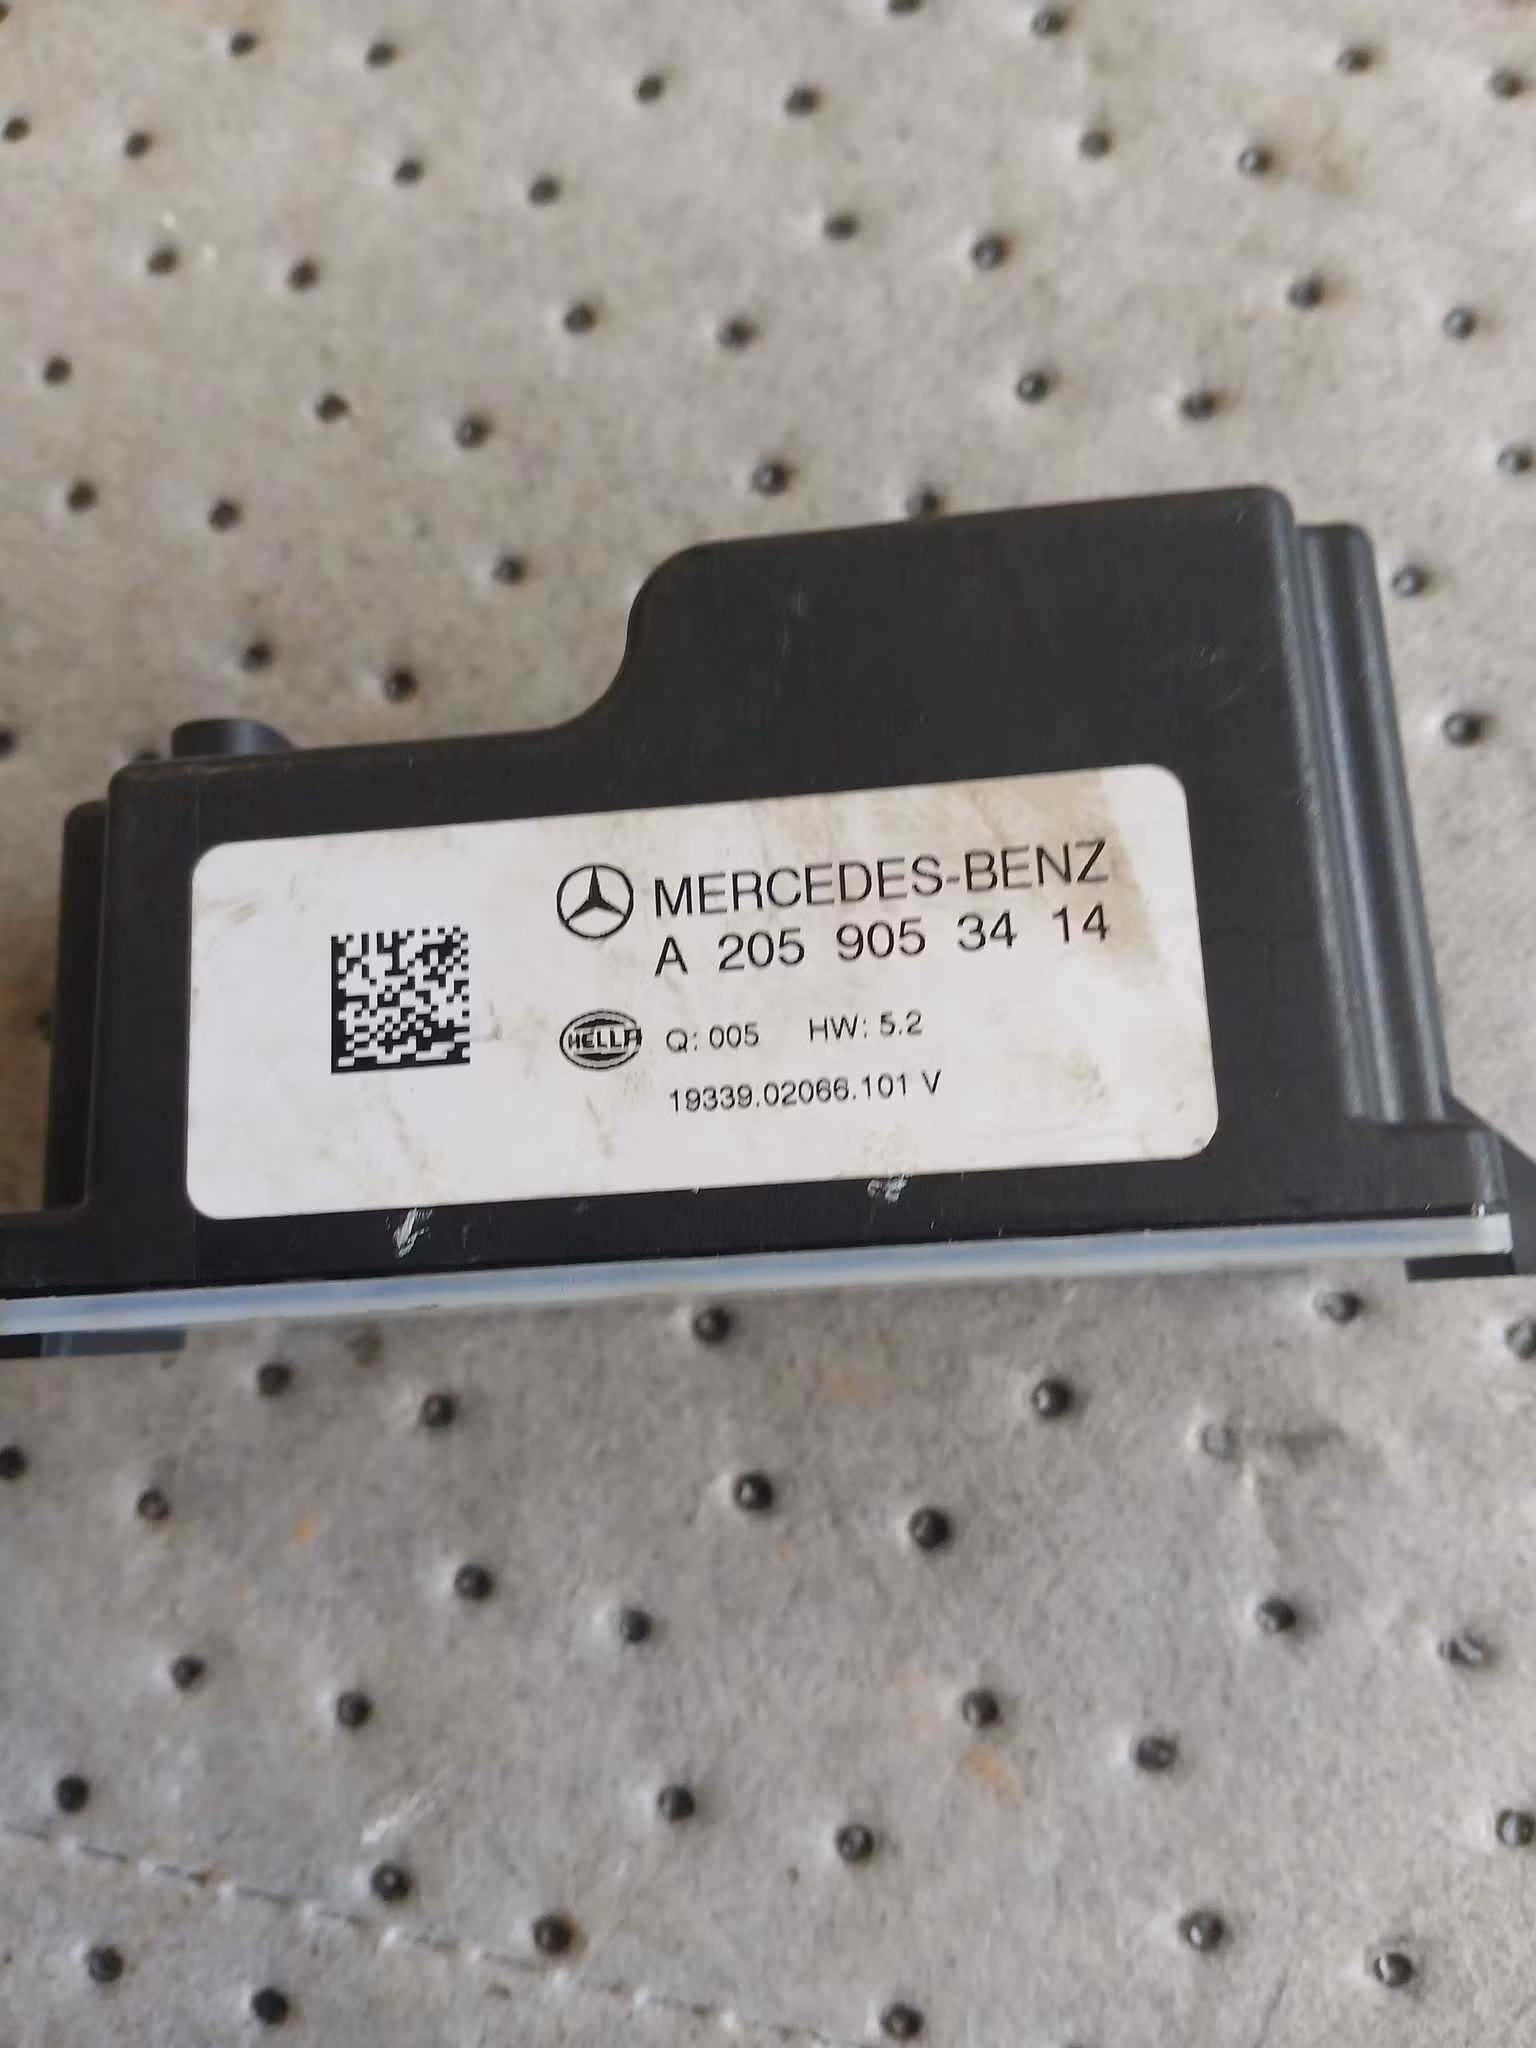 MERCEDES-BENZ
A 205 905 34 14
HELLA Q: 005 HW: 5.2
19339.02066.101 V